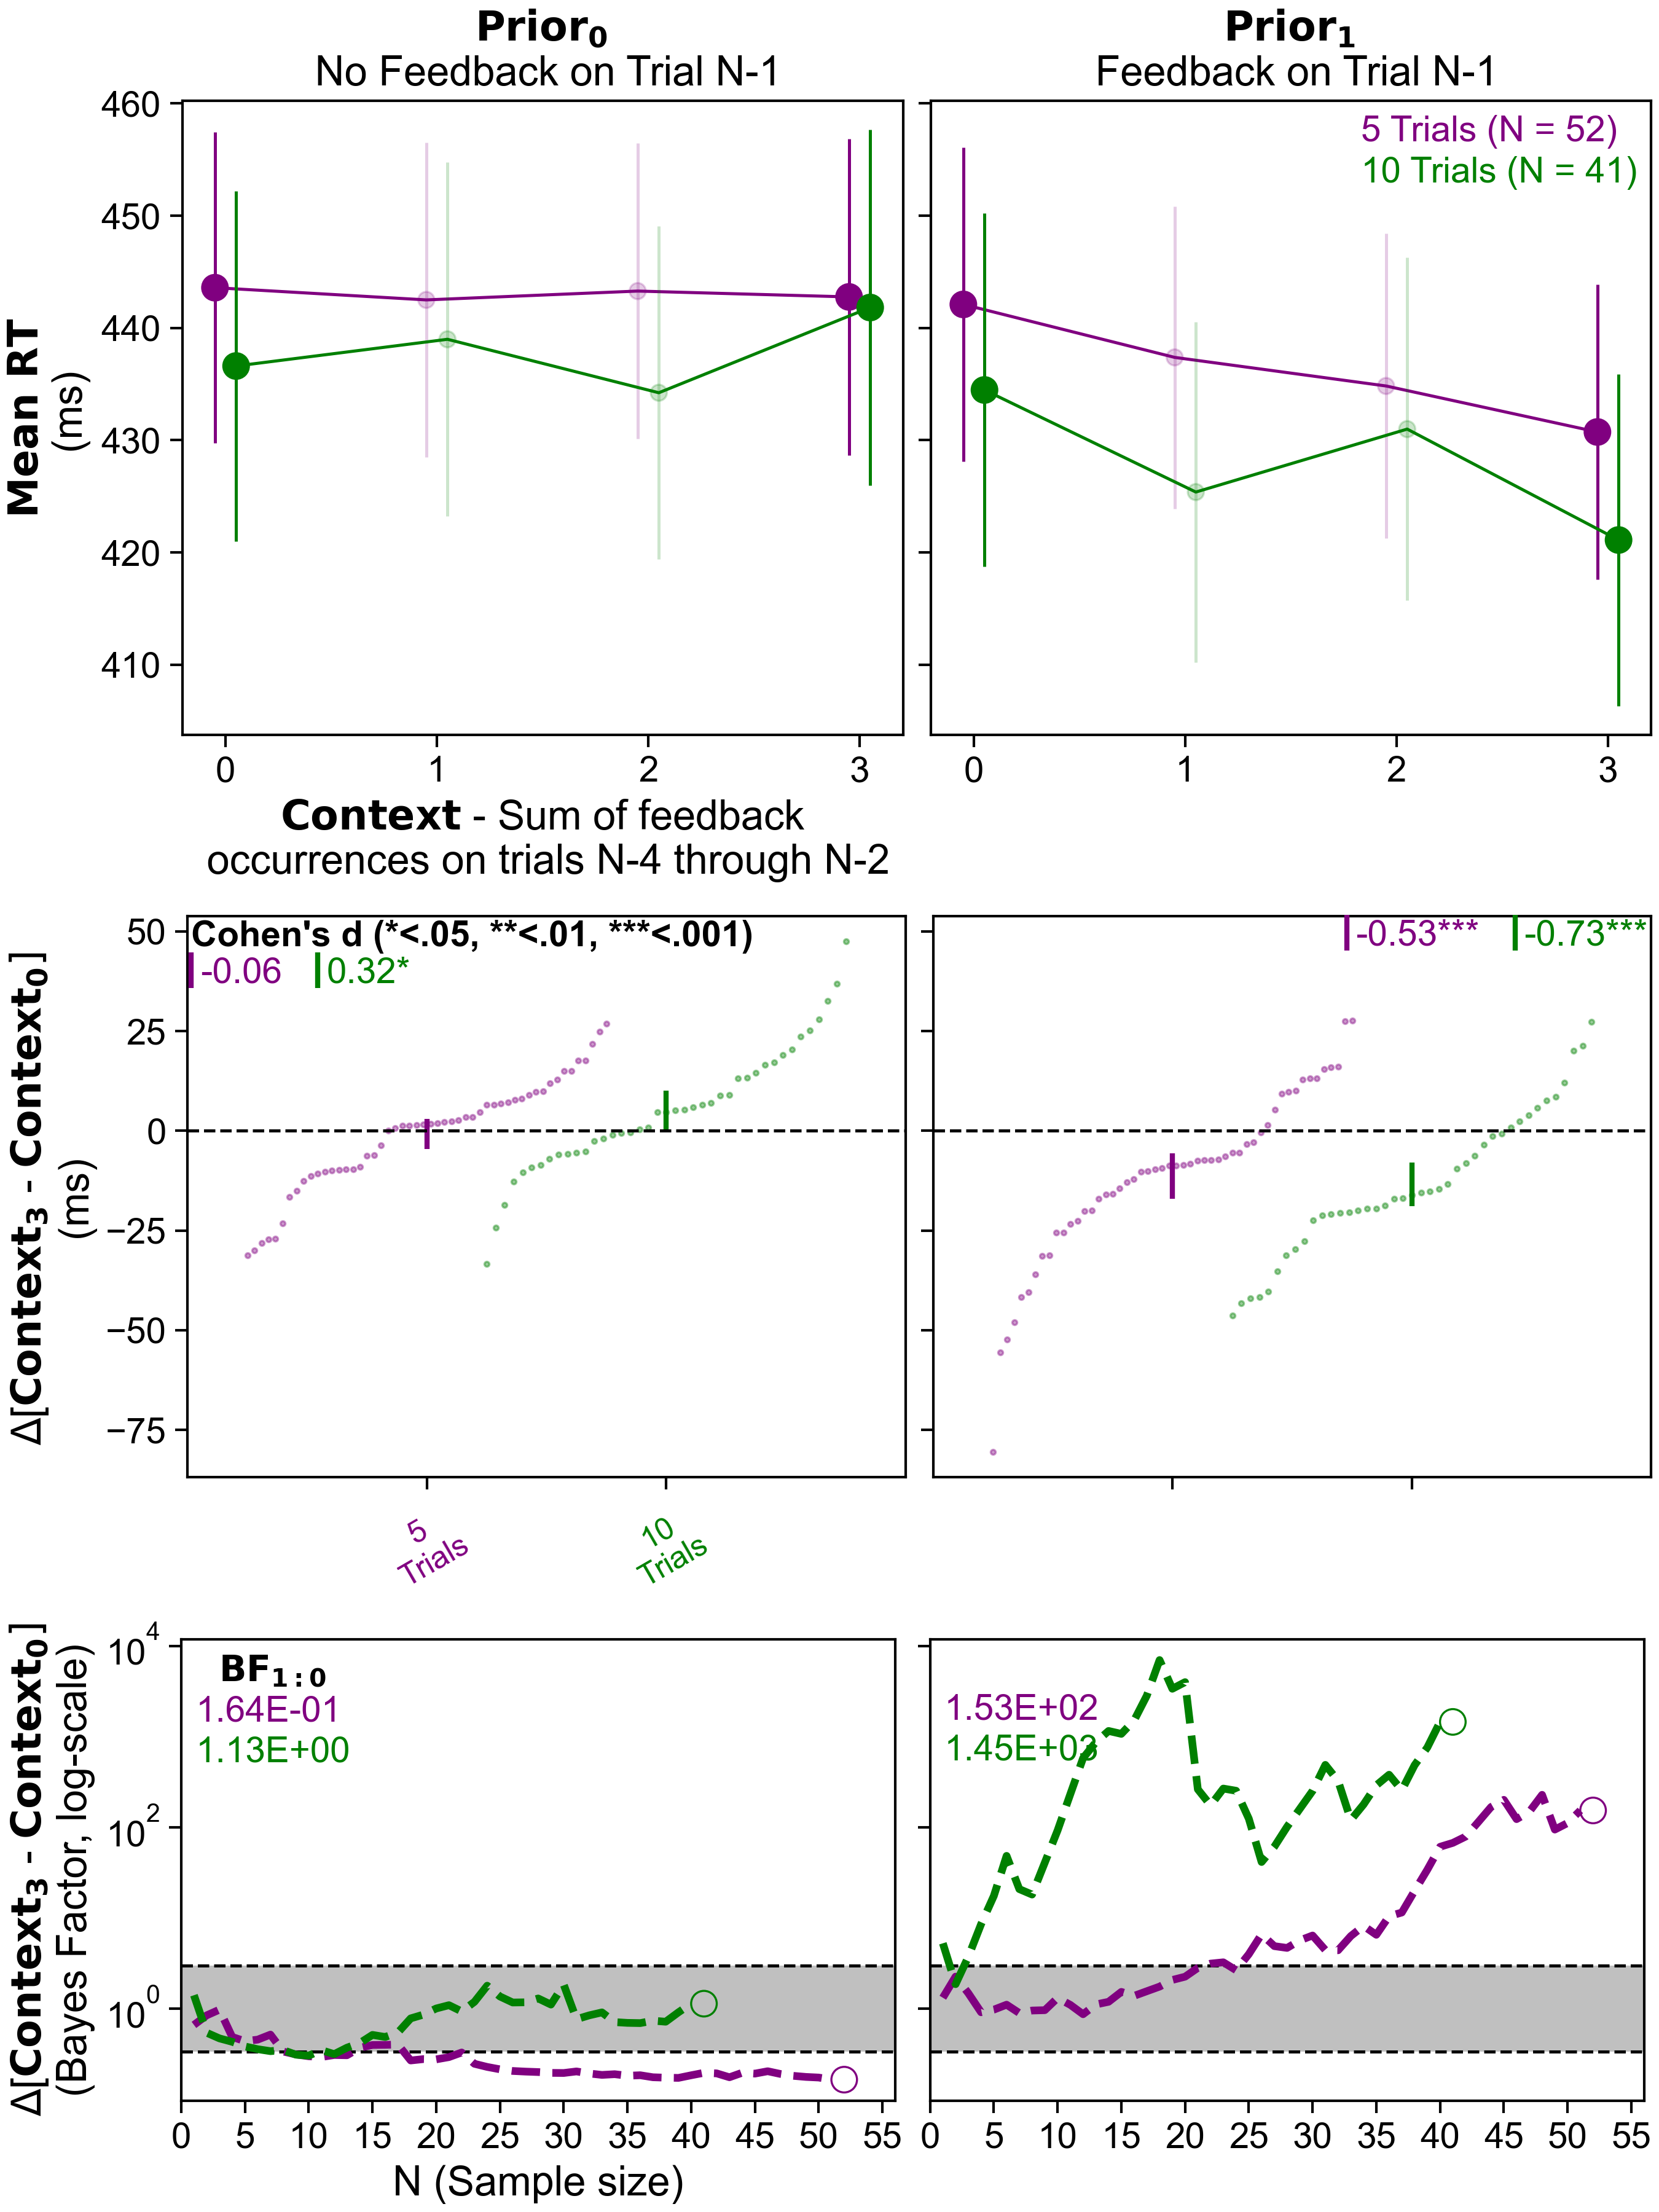 Prior0
No Feedback on Trial N-1
Prior1
Feedback on Trial N-1
460
450
440
430
420
410
Mean RT
(ms)
5 Trials (N = 52)
10 Trials (N = 41)
0 1 2 3
0 1 2 3
Context - Sum of feedback
occurrences on trials N-4 through N-2
Δ[Context3 - Context0]
(ms)
50
25
0
−25
−50
−75
Cohen's d (*<.05, **<.01, ***<.001)
-0.06 0.32*
-0.53*** -0.73***
5
Trials
10
Trials
Δ[Context3 - Context0]
(Bayes Factor, log-scale)
10^4
10^2
10^0
BF1:0
1.64E-01
1.13E+00
1.53E+02
1.45E+03
0 5 10 15 20 25 30 35 40 45 50 55
0 5 10 15 20 25 30 35 40 45 50 55
N (Sample size)